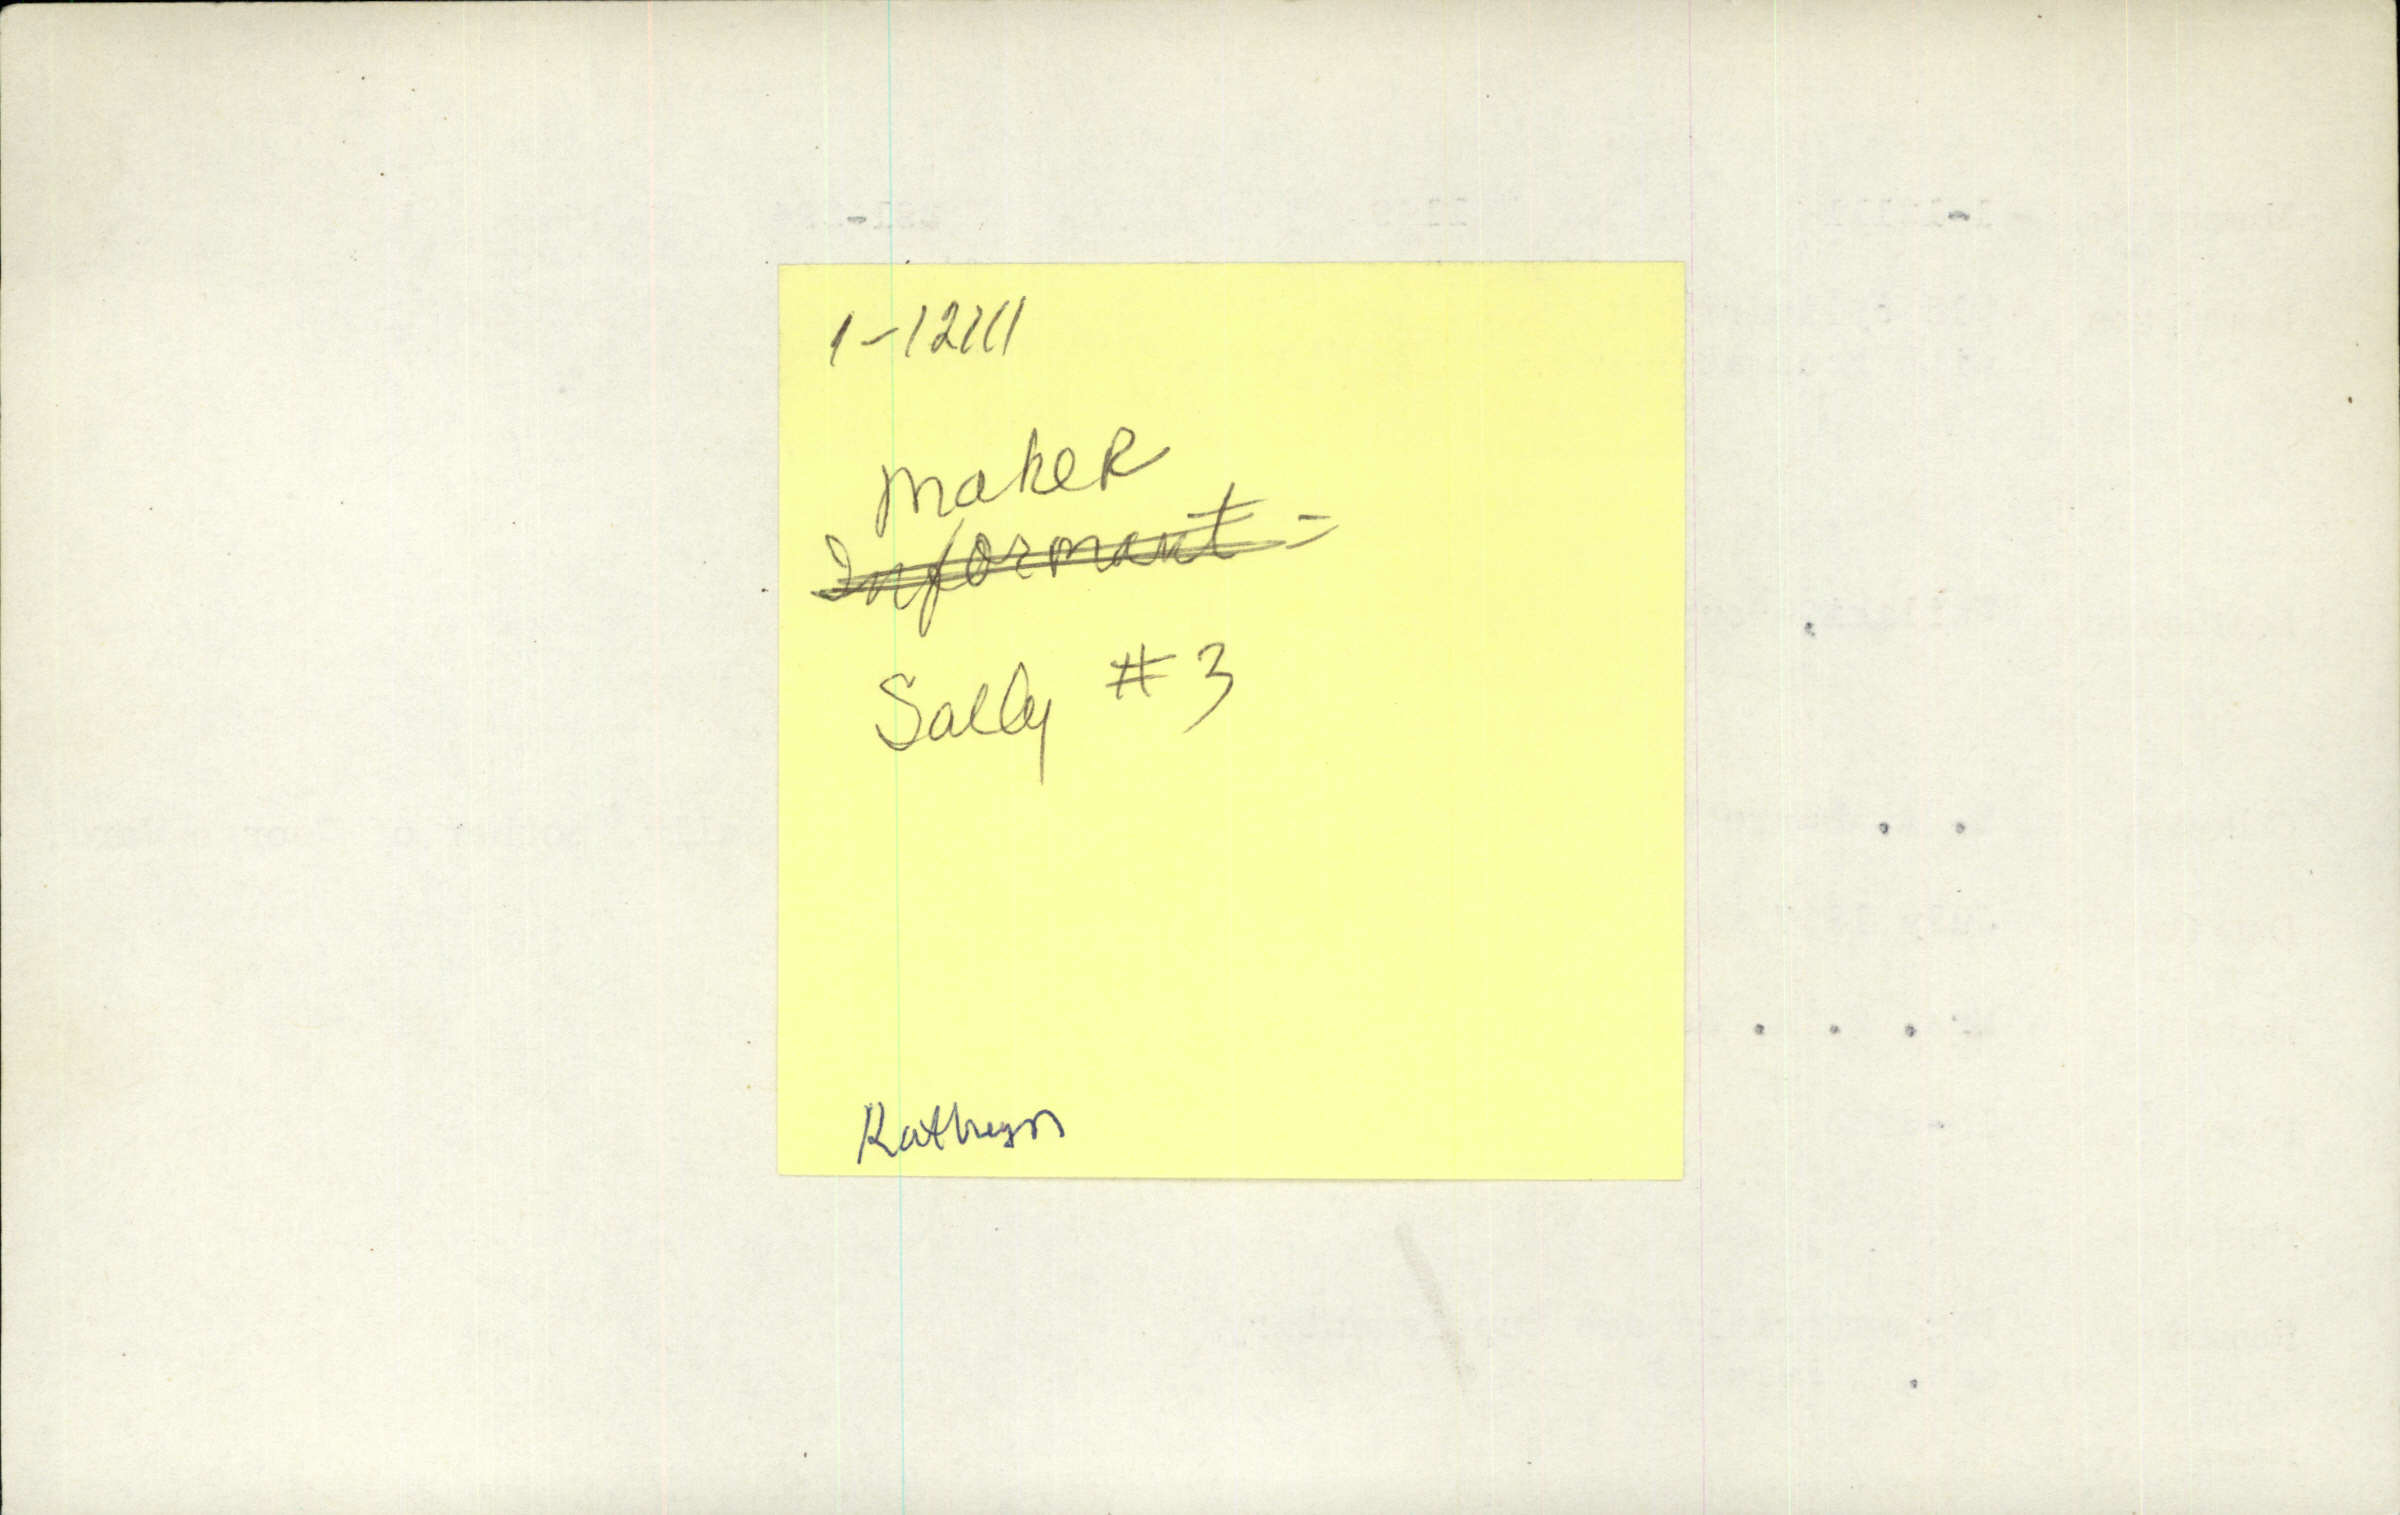 1-12111
Maker
Informant =
Sally #3
Kathryn